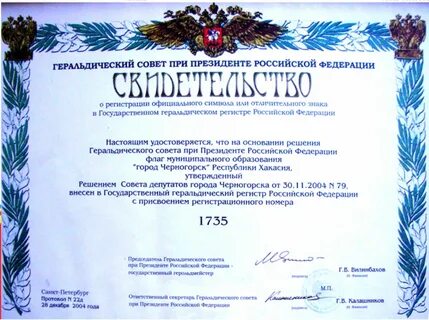 ГЕРАЛЬДИЧЕСКИЙ СОВЕТ ПРИ ПРЕЗИДЕНТЕ РОССИЙСКОЙ ФЕДЕРАЦИИ
СВИДЕТЕЛЬСТВО
о регистрации официального символа или отличительного знака
в Государственном геральдическом регистре Российской Федерации
Настоящим удостоверяется, что на основании решения
Геральдического совета при Президенте Российской Федерации
флаг муниципального образования
"город Черногорск" Республики Хакасия,
утвержденный
Решением Совета депутатов города Черногорска от 30.11.2004 N 79,
внесен в Государственный геральдический регистр Российской Федерации
с присвоением регистрационного номера
1735
Председатель Геральдического совета
при Президенте Российской Федерации -
государственный герольдмейстер
Г.В. Вилинбахов
М.П.
Санкт-Петербург
Протокол N 22д
28 декабря 2004 года
Ответственный секретарь Геральдического совета
при Президенте Российской Федерации
Г.В. Калашников